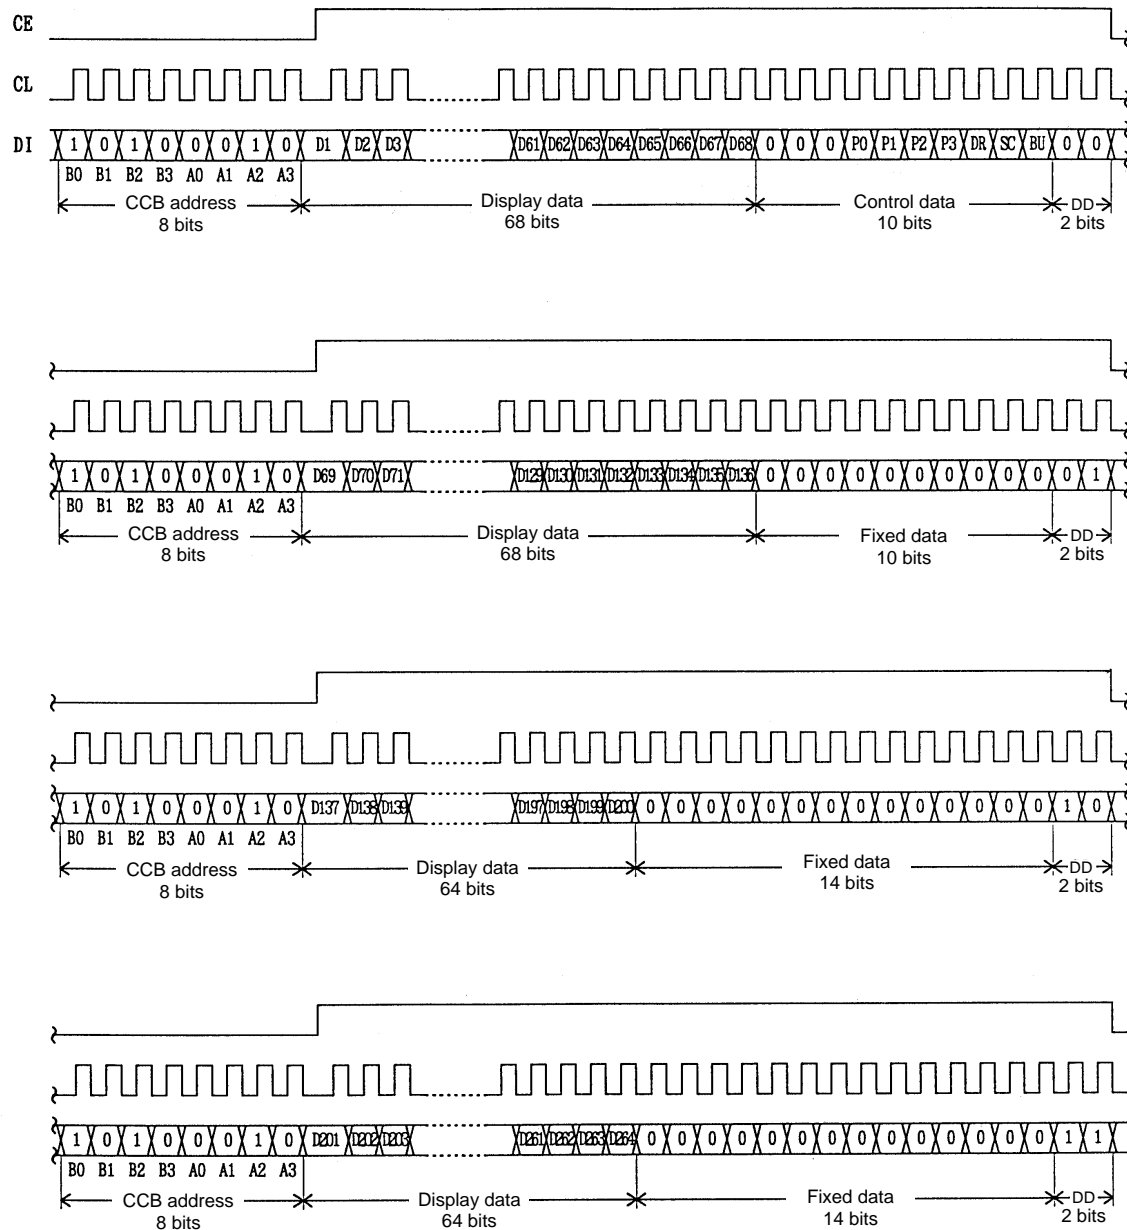 CE
CL
DI 1 0 1 0 0 0 1 0 D1 D2 D3 D61 D62 D63 D64 D65 D66 D67 D68 0 0 0 P0 P1 P2 P3 DR SC BU 0 0
B0 B1 B2 B3 A0 A1 A2 A3
CCB address Display data Control data DD
8 bits 68 bits 10 bits 2 bits
1 0 1 0 0 0 1 0 D69 D70 D71 D129 D130 D131 D132 D133 D134 D135 D136 0 0 0 0 0 0 0 0 0 0 0 1
B0 B1 B2 B3 A0 A1 A2 A3
CCB address Display data Fixed data DD
8 bits 68 bits 10 bits 2 bits
1 0 1 0 0 0 1 0 D137 D138 D139 D197 D198 D199 D200 0 0 0 0 0 0 0 0 0 0 0 0 0 0 1 0
B0 B1 B2 B3 A0 A1 A2 A3
CCB address Display data Fixed data DD
8 bits 64 bits 14 bits 2 bits
1 0 1 0 0 0 1 0 D201 D202 D203 D261 D262 D263 D264 0 0 0 0 0 0 0 0 0 0 0 0 0 0 1 1
B0 B1 B2 B3 A0 A1 A2 A3
CCB address Display data Fixed data DD
8 bits 64 bits 14 bits 2 bits